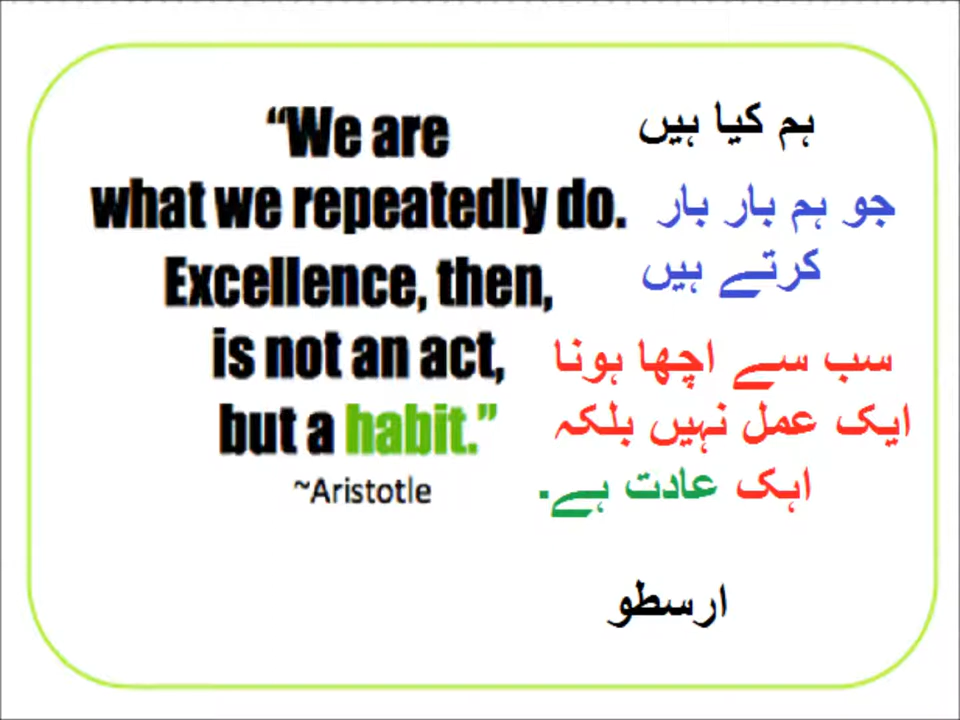 “We are
what we repeatedly do.
Excellence, then,
is not an act,
but a habit.”
~Aristotle
ہم کیا ہیں
جو ہم بار بار
کرتے ہیں
سب سے اچھا ہونا
ایک عمل نہیں بلکہ
اہک عادت ہے.
ارسطو